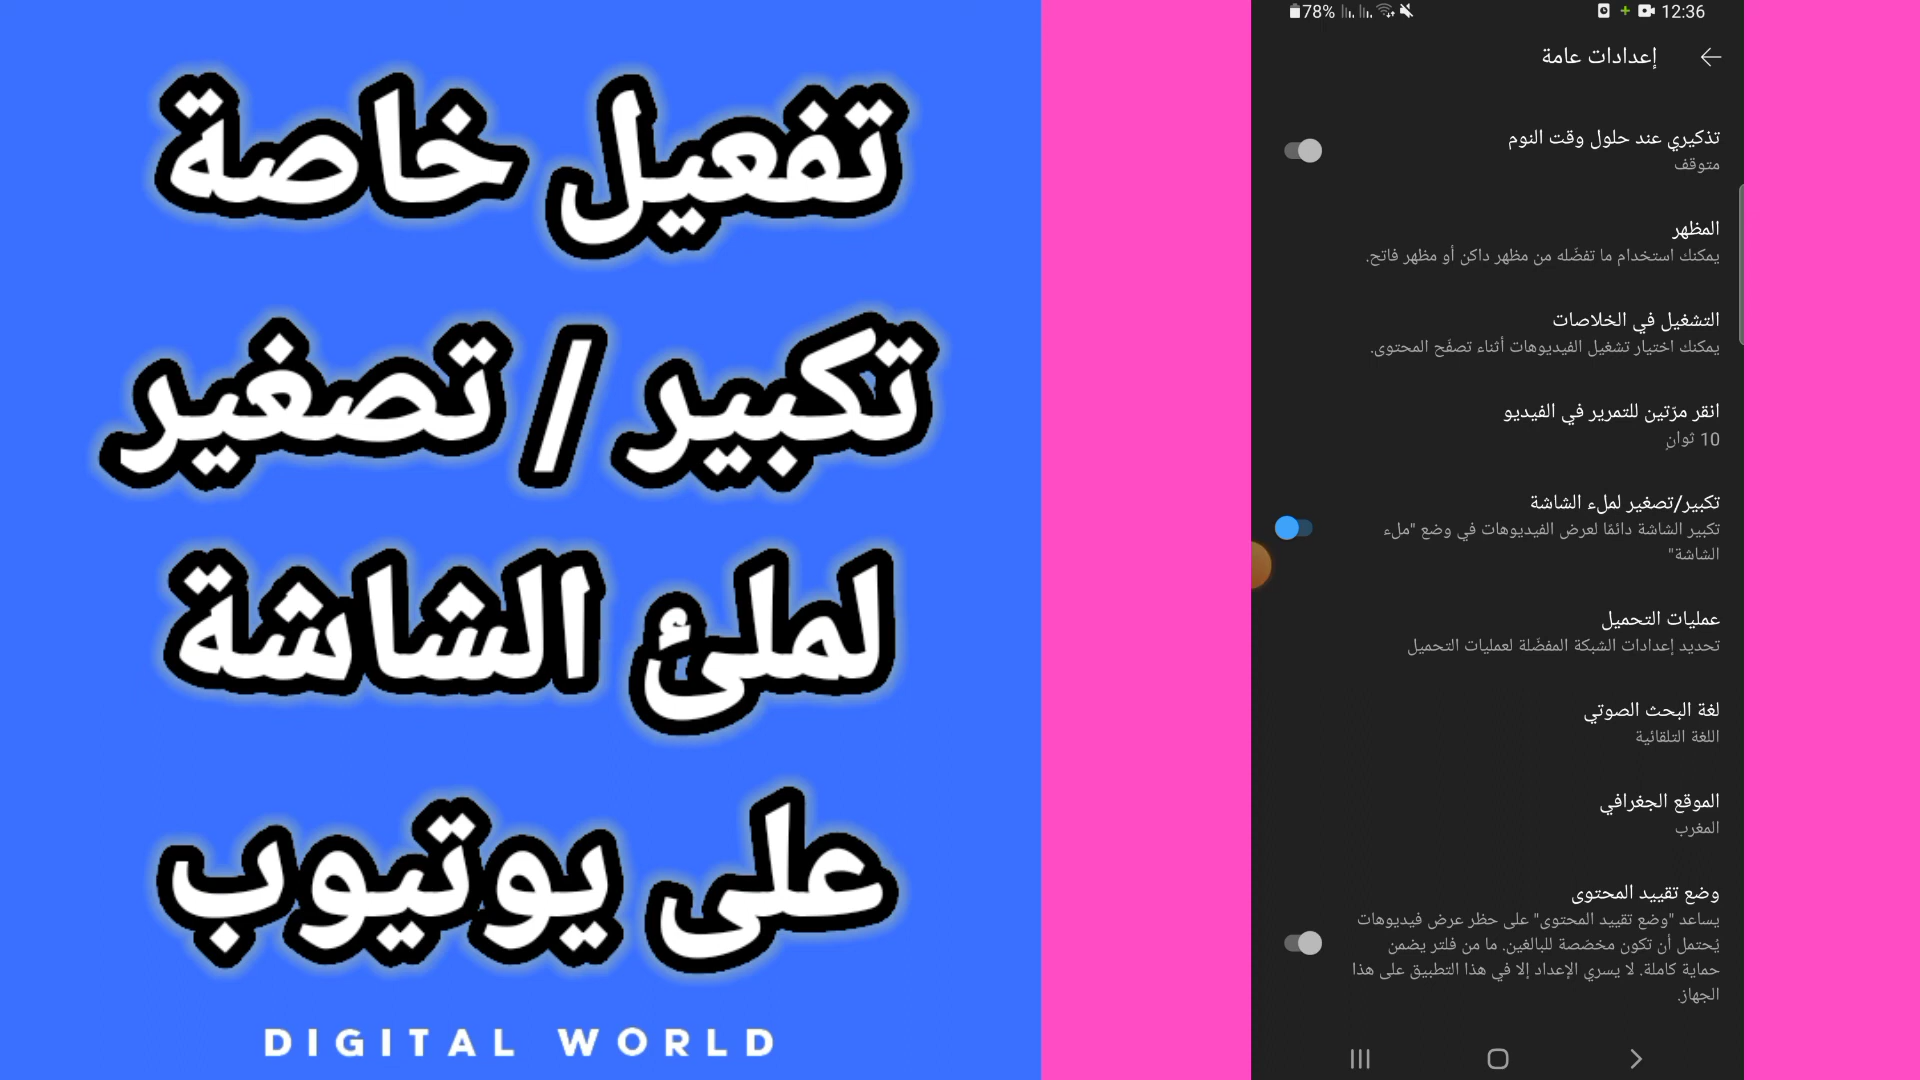 تفعيل خاصة
تكبير / تصغير
لملئ الشاشة
على يوتيوب
DIGITAL WORLD
78%
12:36
إعدادات عامة
تذكيري عند حلول وقت النوم
متوقف
المظهر
يمكنك استخدام ما تفضّله من مظهر داكن أو مظهر فاتح.
التشغيل في الخلاصات
يمكنك اختيار تشغيل الفيديوهات أثناء تصفّح المحتوى.
انقر مرّتين للتمرير في الفيديو
10 ثوانٍ
تكبير/تصغير لملء الشاشة
تكبير الشاشة دائمًا لعرض الفيديوهات في وضع "ملء
الشاشة"
عمليات التحميل
تحديد إعدادات الشبكة المفضّلة لعمليات التحميل
لغة البحث الصوتي
اللغة التلقائية
الموقع الجغرافي
المغرب
وضع تقييد المحتوى
يساعد "وضع تقييد المحتوى" على حظر عرض فيديوهات
يُحتمل أن تكون مخصّصة للبالغين. ما من فلتر يضمن
حماية كاملة. لا يسري الإعداد إلا في هذا التطبيق على هذا
الجهاز.